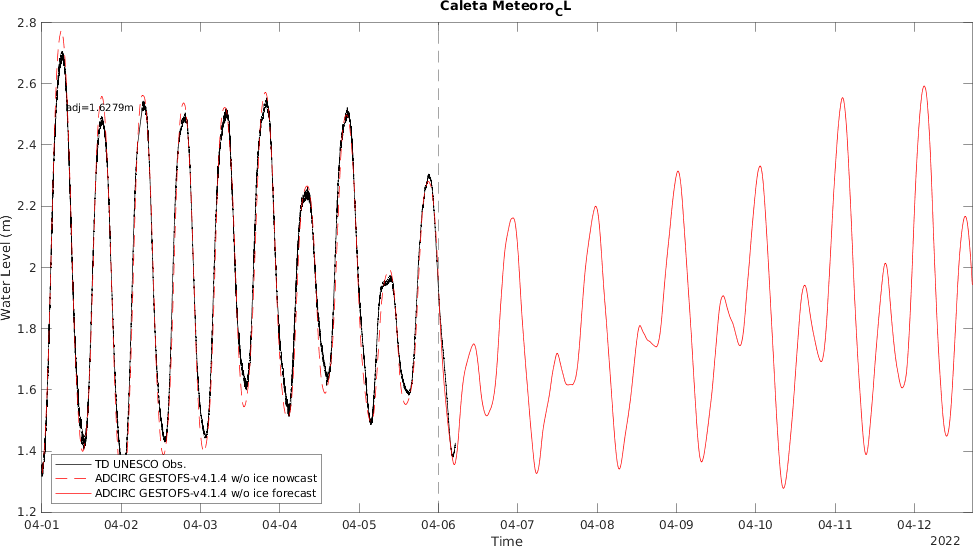 Caleta Meteoro_CL
2.8
2.6
2.4
2.2
2
1.8
1.6
1.4
1.2
Water Level (m)
adj=1.6279m
TD UNESCO Obs.
ADCIRC GESTOFS-v4.1.4 w/o ice nowcast
ADCIRC GESTOFS-v4.1.4 w/o ice forecast
04-01 04-02 04-03 04-04 04-05 04-06 04-07 04-08 04-09 04-10 04-11 04-12
Time
2022